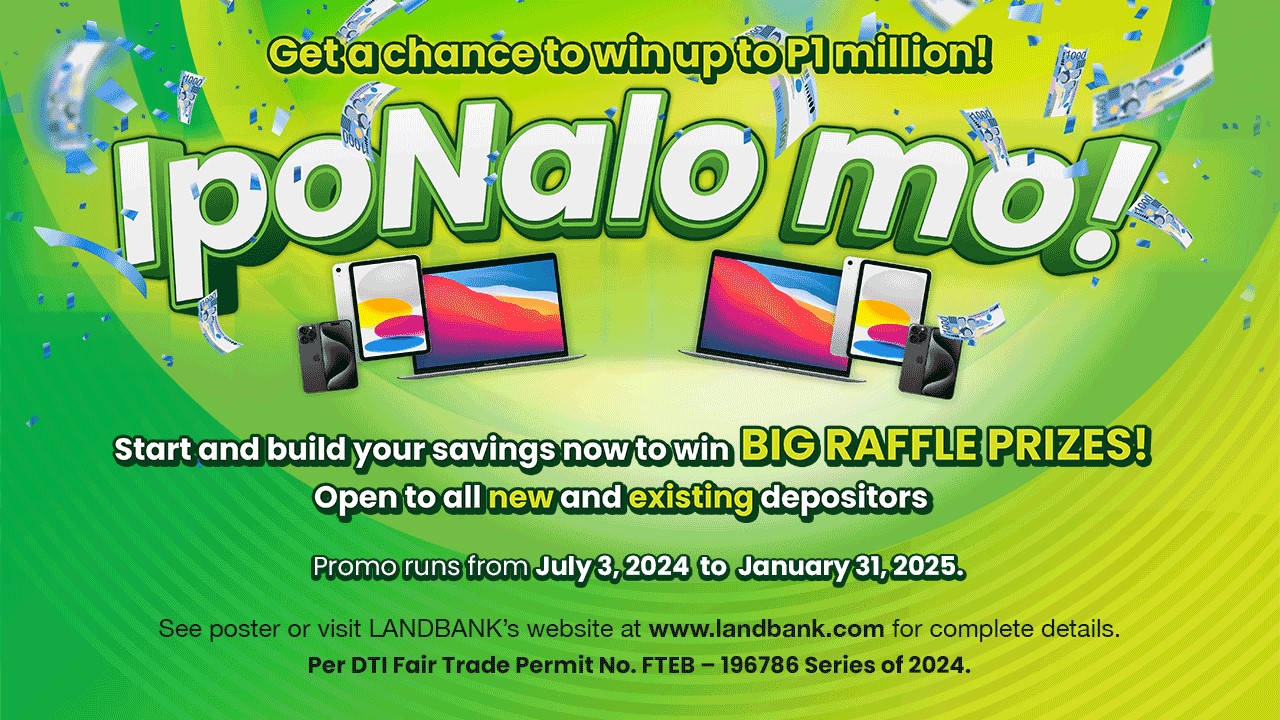 Get a chance to win up to P1 million!
IpoNalo mo!
Start and build your savings now to win BIG RAFFLE PRIZES!
Open to all new and existing depositors
Promo runs from July 3, 2024 to January 31, 2025.
See poster or visit LANDBANK's website at www.landbank.com for complete details.
Per DTI Fair Trade Permit No. FTEB – 196786 Series of 2024.